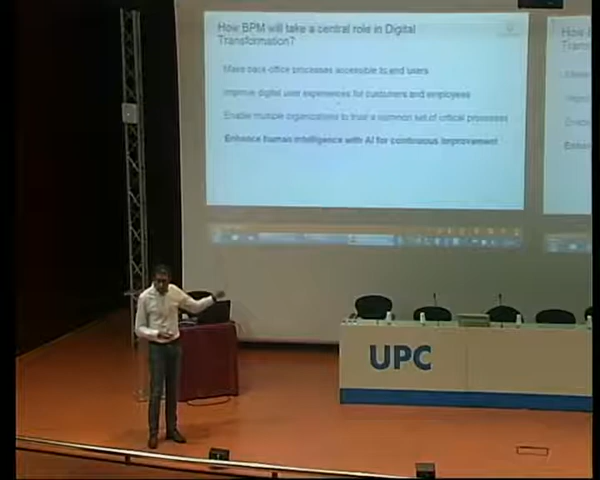 How BPM will take a central role in Digital
Transformation?
Make back-office processes accessible to end users
Improve digital user experiences for customers and employees
Enable multiple organizations to trust a common set of critical processes
Enhance human intelligence with AI for continuous improvement
UPC